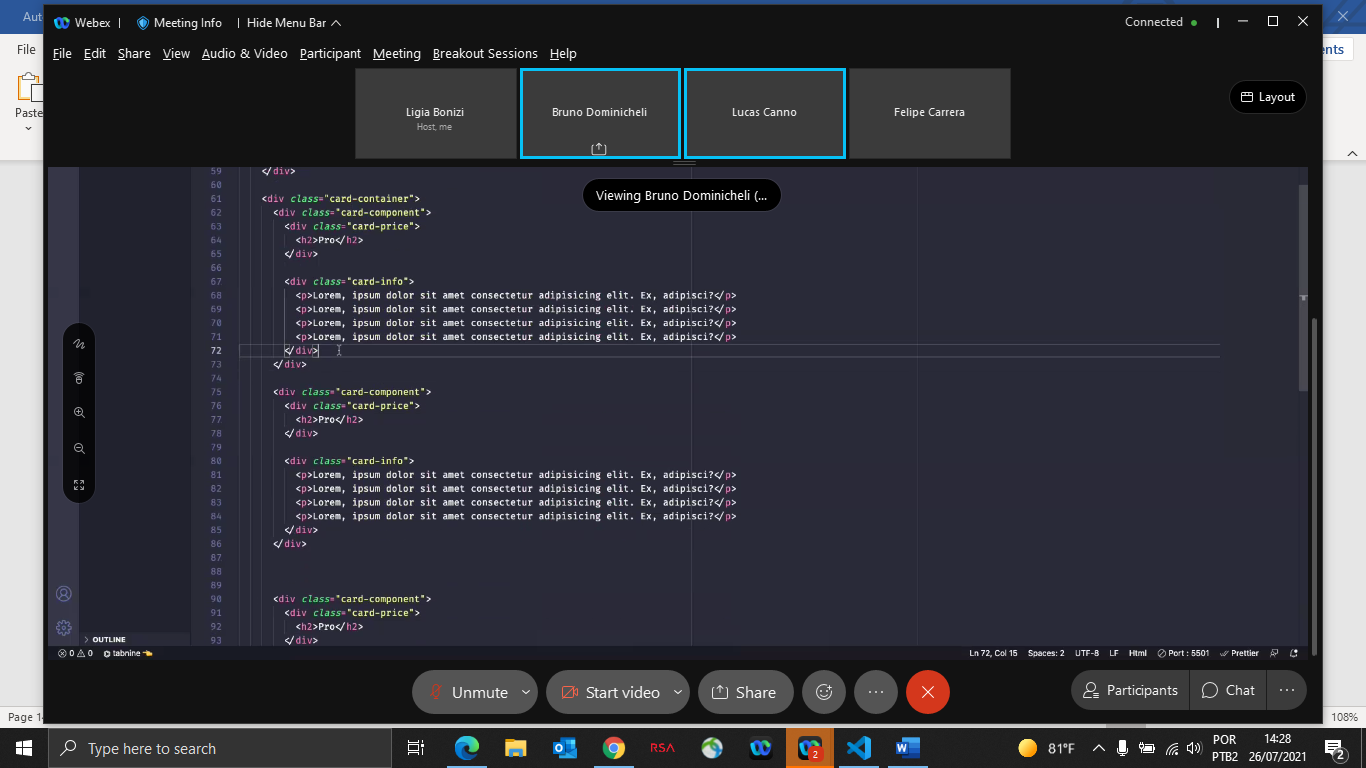 Aut
Webex
Meeting Info
Hide Menu Bar
Connected
File
File Edit Share View Audio & Video Participant Meeting Breakout Sessions Help
ents
Paste
Ligia Bonizi
Host, me
Bruno Dominicheli
Lucas Canno
Felipe Carrera
Layout
Viewing Bruno Dominicheli (...
59 </div>
60
61 <div class="card-container">
62 <div class="card-component">
63 <div class="card-price">
64 <h2>Pro</h2>
65 </div>
66
67 <div class="card-info">
68 <p>Lorem, ipsum dolor sit amet consectetur adipisicing elit. Ex, adipisci?</p>
69 <p>Lorem, ipsum dolor sit amet consectetur adipisicing elit. Ex, adipisci?</p>
70 <p>Lorem, ipsum dolor sit amet consectetur adipisicing elit. Ex, adipisci?</p>
71 <p>Lorem, ipsum dolor sit amet consectetur adipisicing elit. Ex, adipisci?</p>
72 </div>
73 </div>
74
75 <div class="card-component">
76 <div class="card-price">
77 <h2>Pro</h2>
78 </div>
79
80 <div class="card-info">
81 <p>Lorem, ipsum dolor sit amet consectetur adipisicing elit. Ex, adipisci?</p>
82 <p>Lorem, ipsum dolor sit amet consectetur adipisicing elit. Ex, adipisci?</p>
83 <p>Lorem, ipsum dolor sit amet consectetur adipisicing elit. Ex, adipisci?</p>
84 <p>Lorem, ipsum dolor sit amet consectetur adipisicing elit. Ex, adipisci?</p>
85 </div>
86 </div>
87
88
89
90 <div class="card-component">
91 <div class="card-price">
92 <h2>Pro</h2>
93 </div>
OUTLINE
0 0 tabnine
Ln 72, Col 15 Spaces: 2 UTF-8 LF Html Port : 5501 Prettier
Unmute
Start video
Share
Participants
Chat
Page 1
108%
Type here to search
RSA
2
81°F
POR
PTB2
14:28
26/07/2021
2